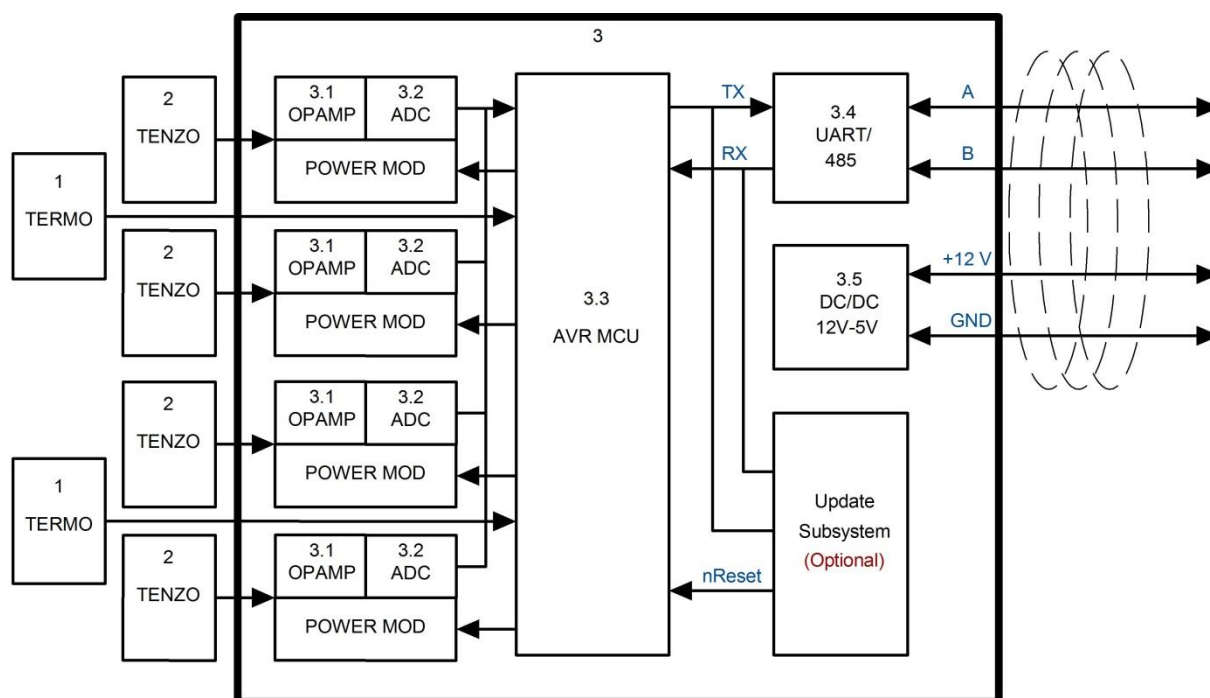 3
2
TENZO
3.1
OPAMP
3.2
ADC
POWER MOD
1
TERMO
2
TENZO
3.1
OPAMP
3.2
ADC
POWER MOD
2
TENZO
3.1
OPAMP
3.2
ADC
POWER MOD
1
TERMO
2
TENZO
3.1
OPAMP
3.2
ADC
POWER MOD
3.3
AVR MCU
TX
RX
3.4
UART/
485
A
B
3.5
DC/DC
12V-5V
+12 V
GND
Update
Subsystem
(Optional)
nReset